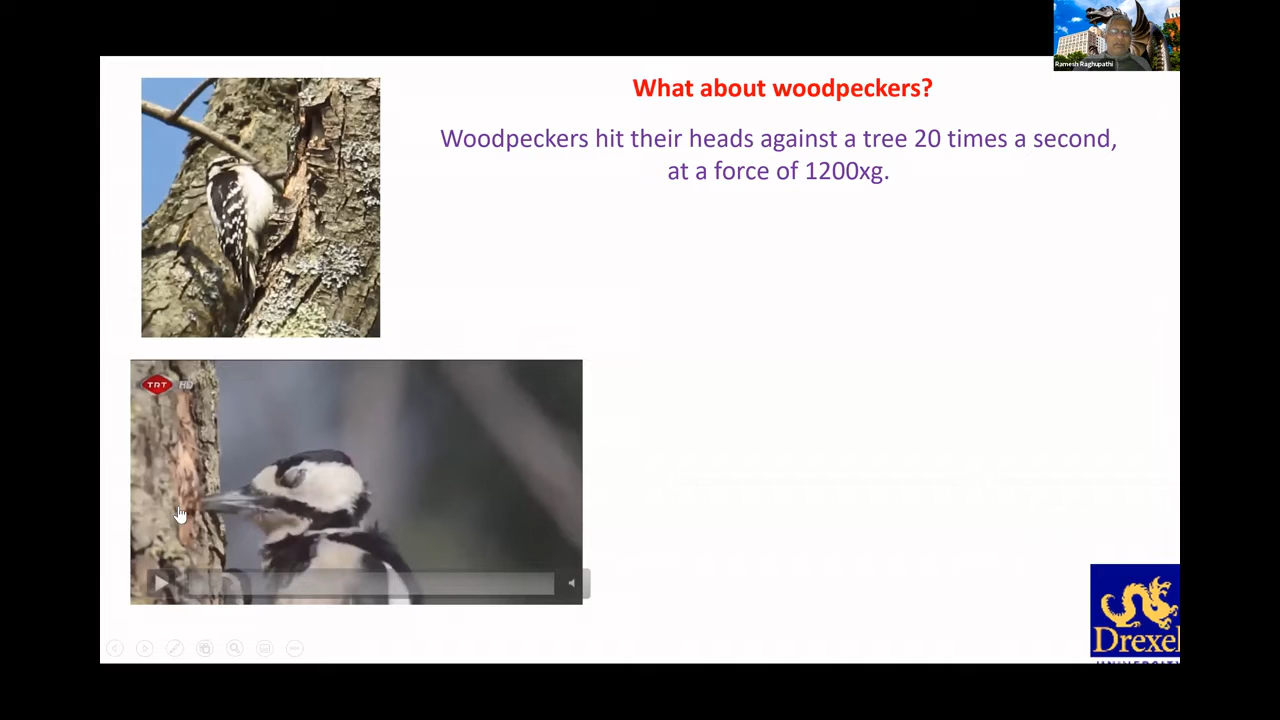 Ramesh Raghupathi
What about woodpeckers?
Woodpeckers hit their heads against a tree 20 times a second,
at a force of 1200xg.
TRT HD
Drexel